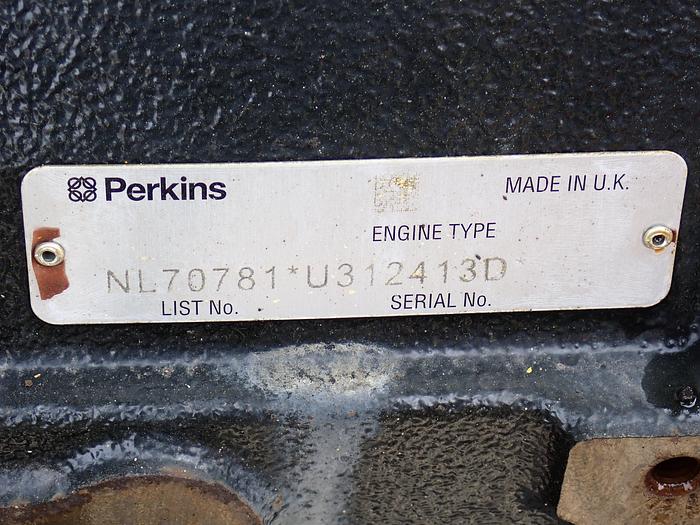 Perkins
MADE IN U.K.
ENGINE TYPE
NL70781*U312413D
LIST No.
SERIAL No.